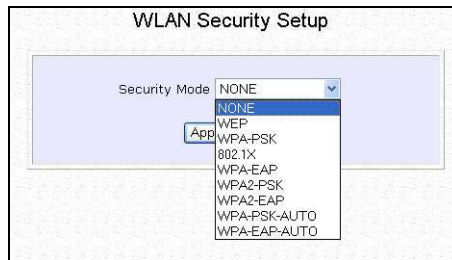 WLAN Security Setup
Security Mode NONE
NONE
WEP
App
WPA-PSK
802.1X
WPA-EAP
WPA2-PSK
WPA2-EAP
WPA-PSK-AUTO
WPA-EAP-AUTO